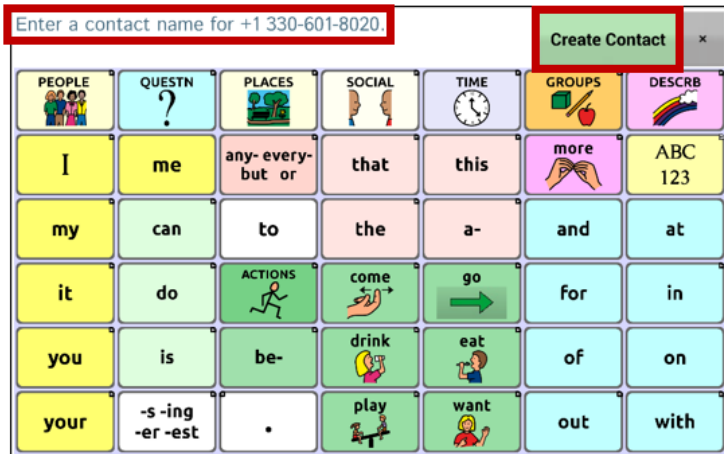 Enter a contact name for +1 330-601-8020.
Create Contact ×
PEOPLE QUESTN PLACES SOCIAL TIME GROUPS DESCRB
?
I me any- every- that this more ABC
but or 123
my can to the a- and at
it do ACTIONS come go for in
you is be- drink eat of on
your -s -ing . play want out with
-er -est